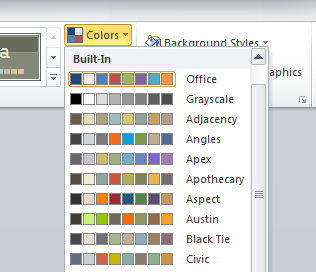 a
Colors
Background Styles
aphics
Built-In
Office
Grayscale
Adjacency
Angles
Apex
Apothecary
Aspect
Austin
Black Tie
Civic